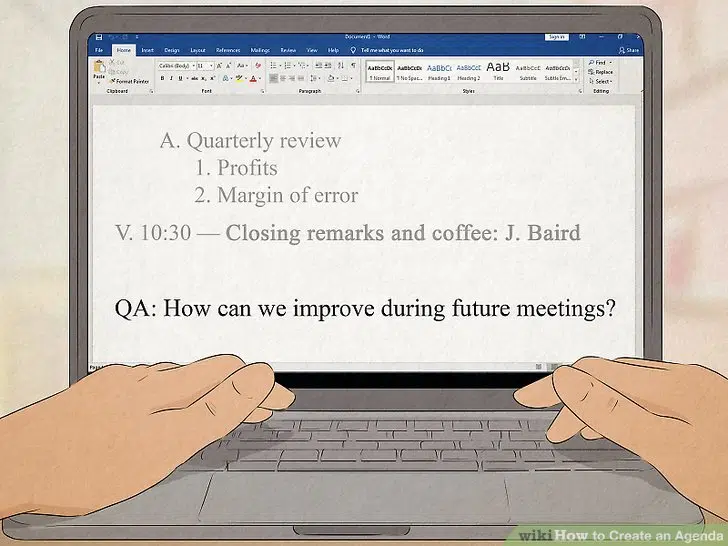 Document1 - Word
Sign in
File Home Insert Design Layout References Mailings Review View Help Tell me what you want to do Share
Paste
Cut
Copy
Format Painter
Clipboard
Calibri (Body) 11
Font
Paragraph
AaBbCcDc AaBbCcDc AaBbCc AaBbCcC AaB AaBbCcC AaBbCcDc
¶ Normal ¶ No Spac... Heading 1 Heading 2 Title Subtitle Subtle Em...
Styles
Find
Replace
Select
Editing
A. Quarterly review
1. Profits
2. Margin of error
V. 10:30 — Closing remarks and coffee: J. Baird
QA: How can we improve during future meetings?
wikiHow to Create an Agenda